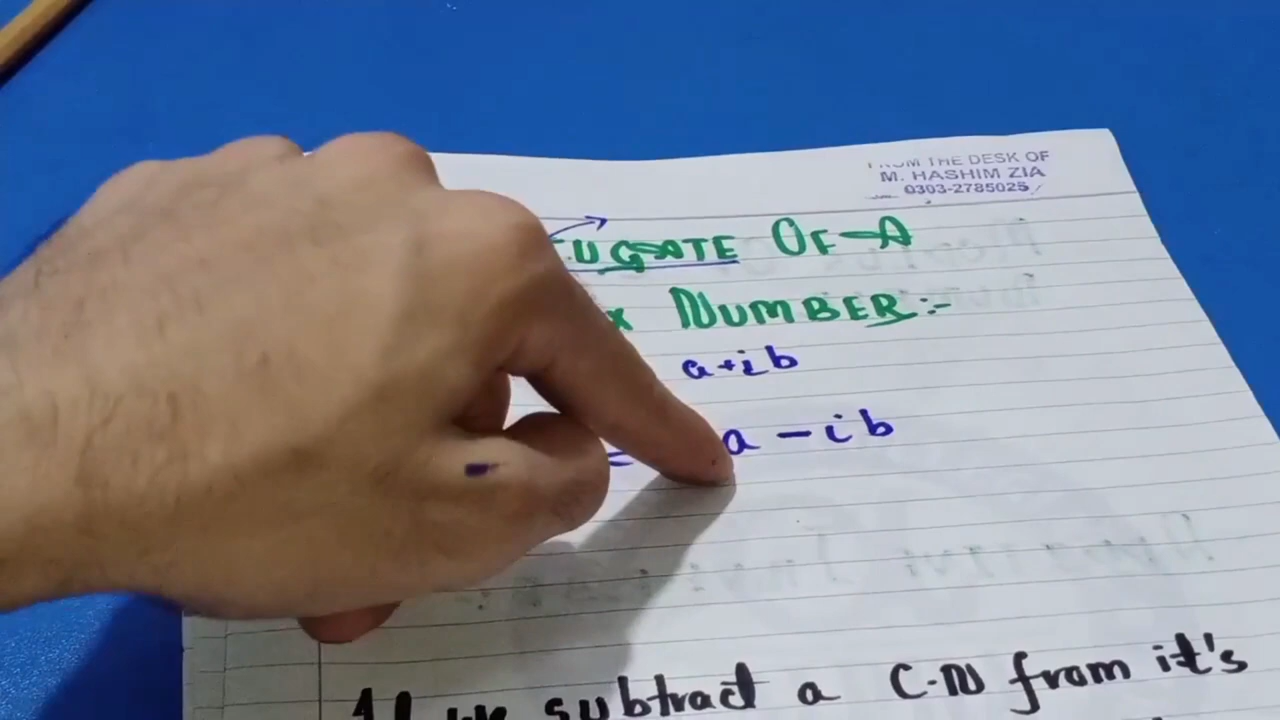 FROM THE DESK OF
M. HASHIM ZIA
0303-2785025
UGATE OF A
X NUMBER:-
a+ib
= a-ib
subtract a C.N from it's